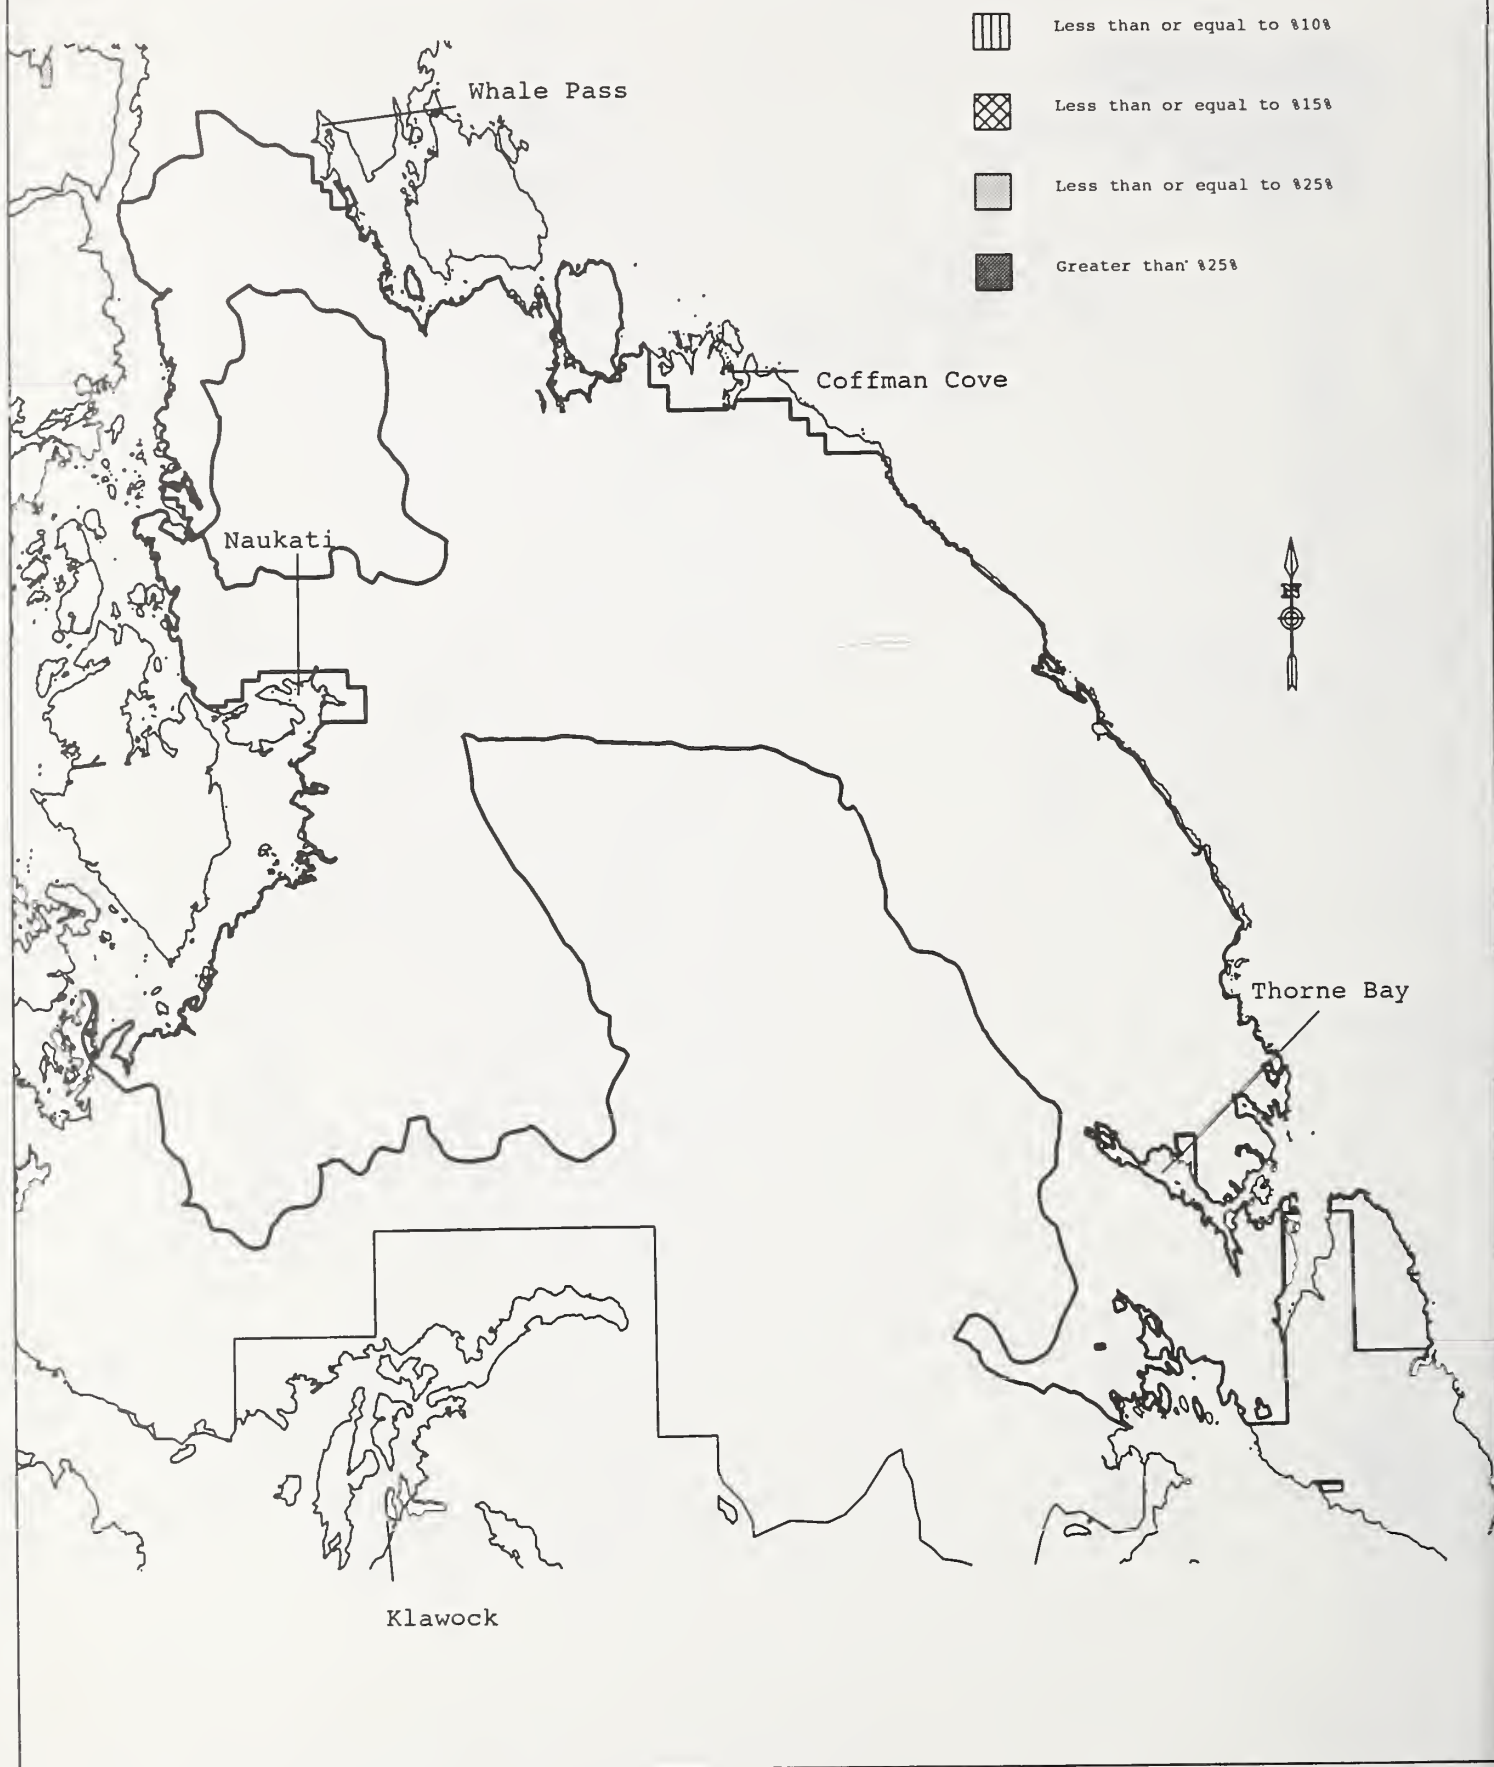 Less than or equal to %10%
Whale Pass
Less than or equal to %15%
Less than or equal to %25%
Greater than %25%
Coffman Cove
Naukati
N
Thorne Bay
Klawock